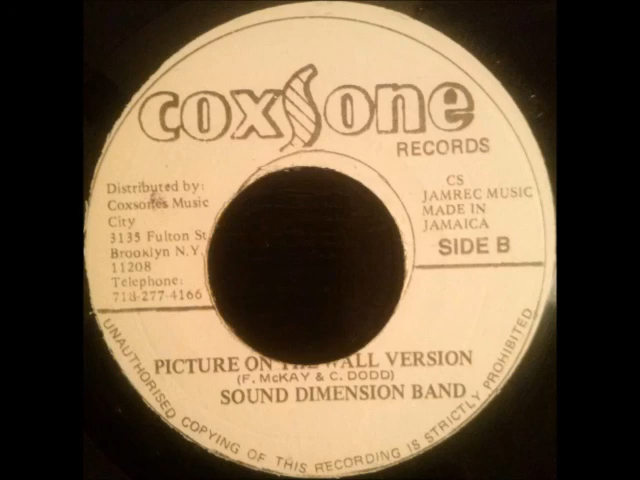 coxsone
RECORDS
Distributed by:
Coxsone's Music
City
3135 Fulton St
Brooklyn N.Y.
11208
Telephone:
718-277-4166
CS
JAMREC MUSIC
MADE IN
JAMAICA
SIDE B
PICTURE ON THE WALL VERSION
(F. McKAY & C. DODD)
SOUND DIMENSION BAND
UNAUTHORISED COPYING OF THIS RECORDING IS STRICTLY PROHIBITED